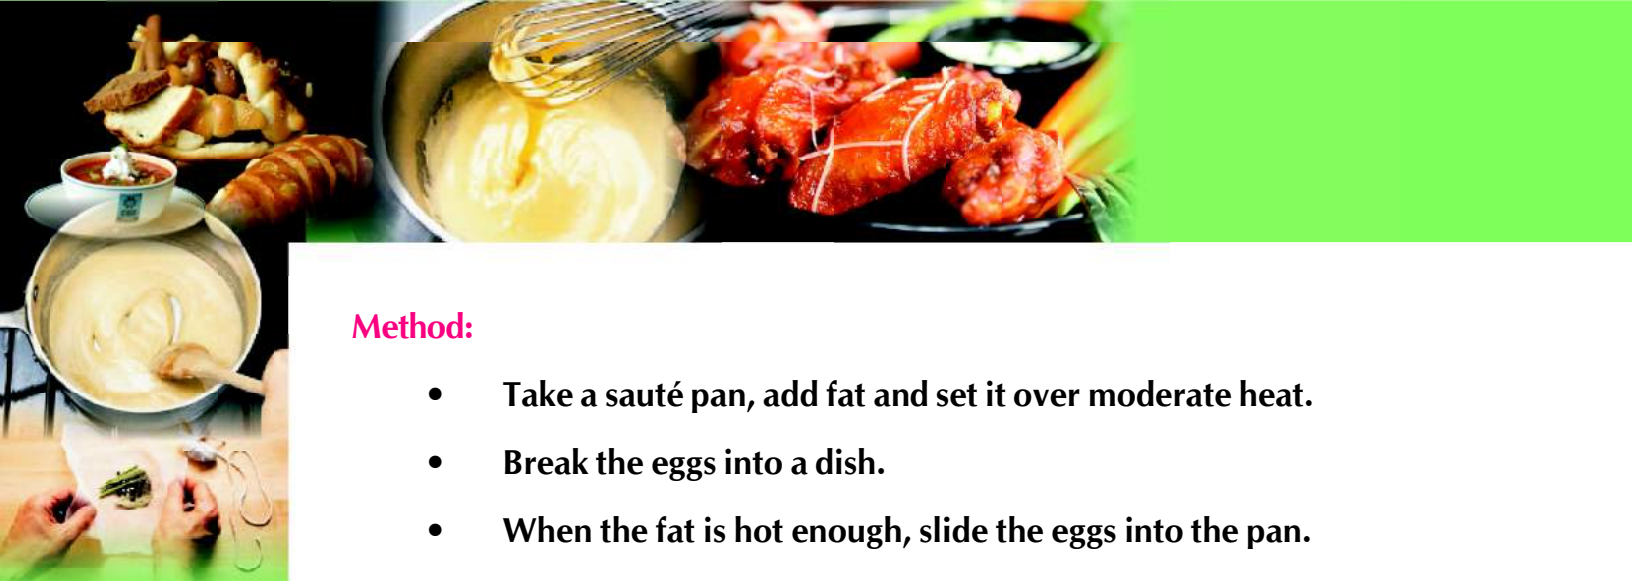 Method:
• Take a sauté pan, add fat and set it over moderate heat.
• Break the eggs into a dish.
• When the fat is hot enough, slide the eggs into the pan.